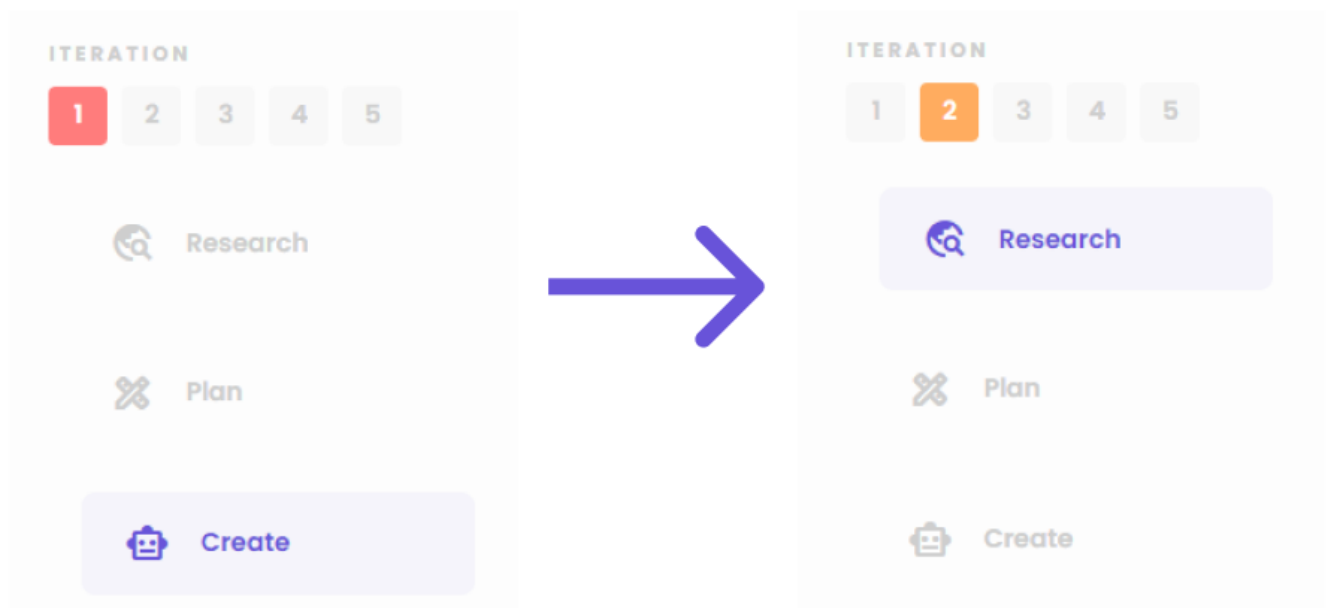 ITERATION
1 2 3 4 5
Research
Plan
Create
ITERATION
1 2 3 4 5
Research
Plan
Create